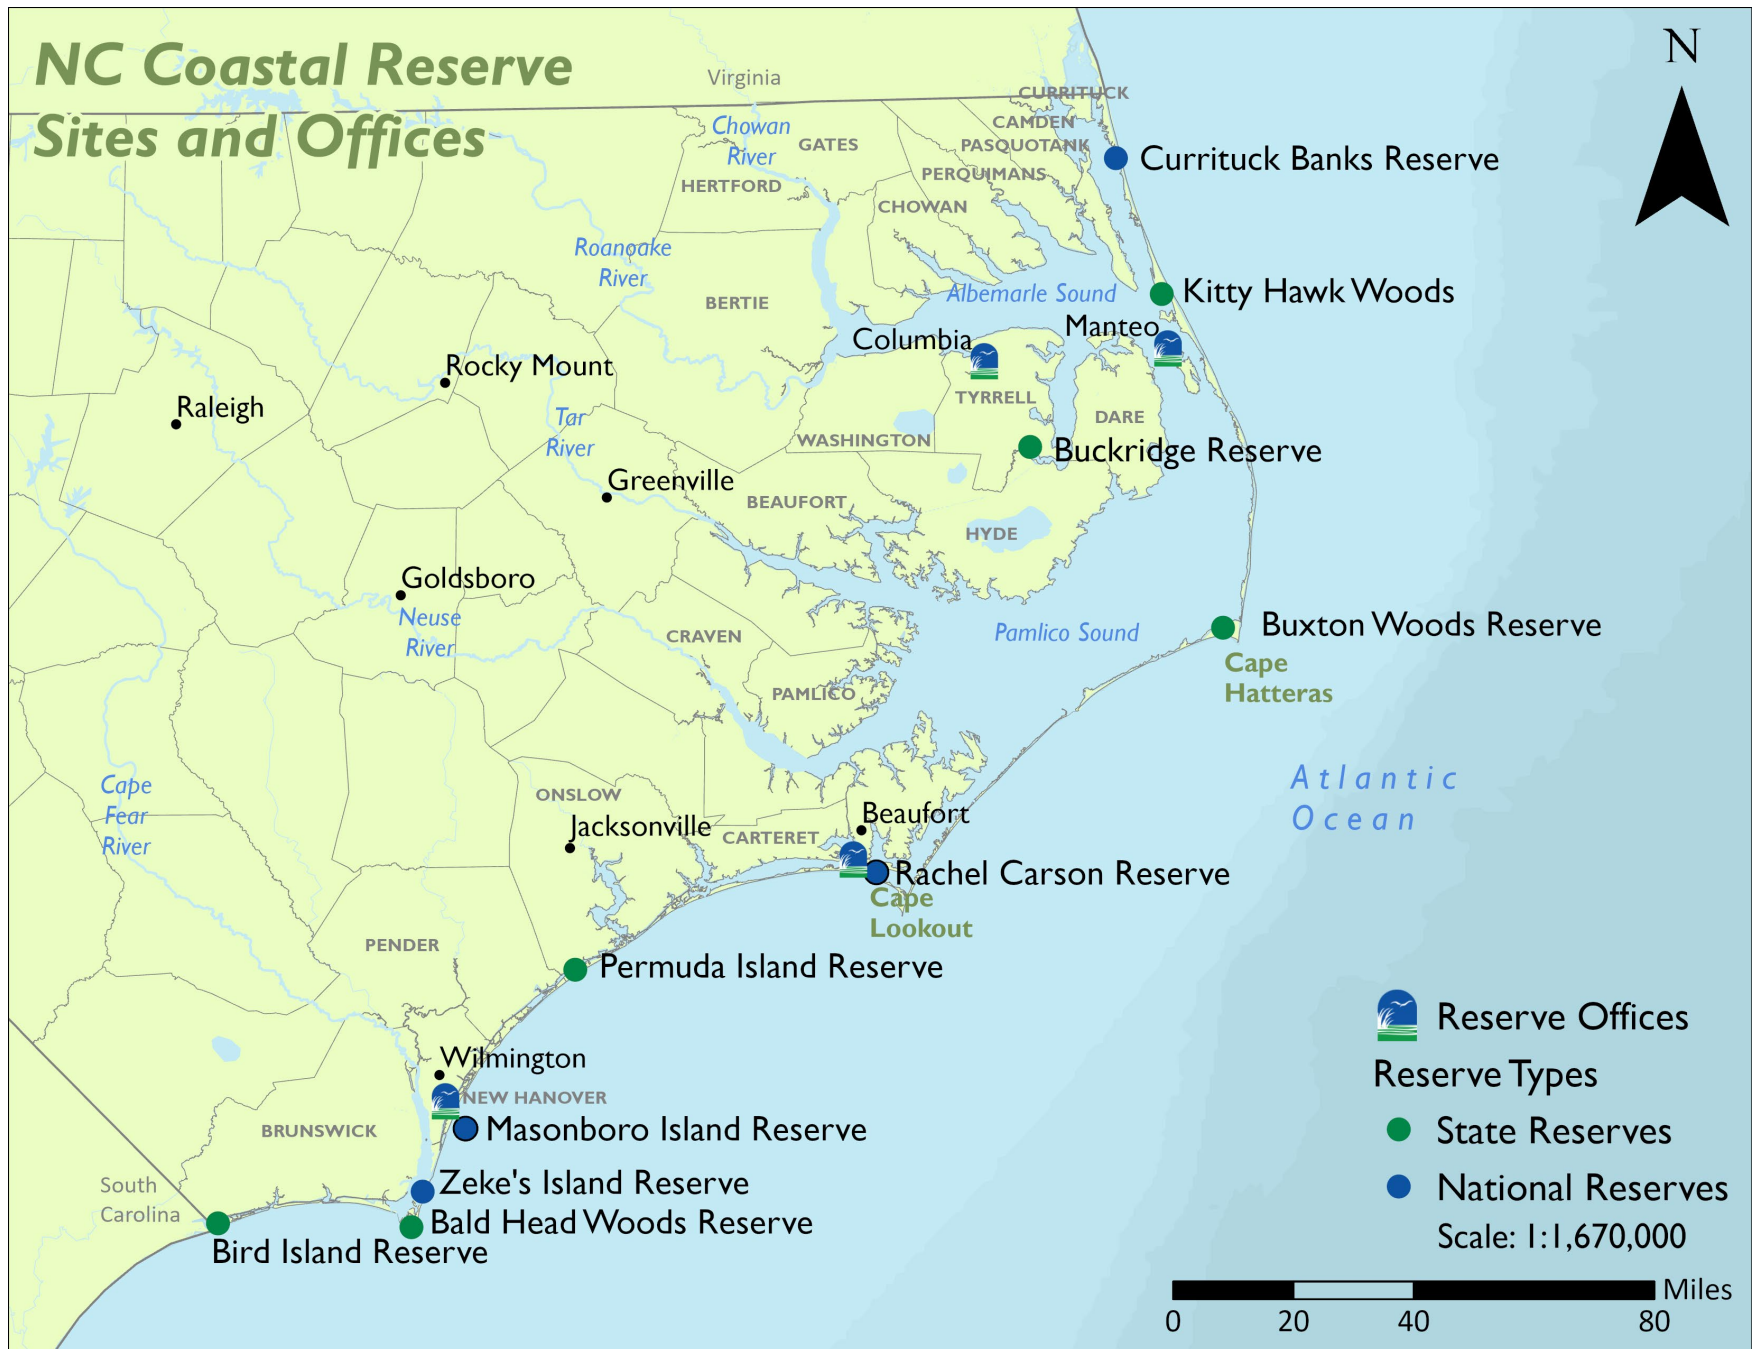 NC Coastal Reserve
Sites and Offices
Virginia
N
CURRITUCK
CAMDEN
PASQUOTANK
PERQUIMANS
CHOWAN
GATES
HERTFORD
Chowan
River
Currituck Banks Reserve
Roanoake
River
BERTIE
Albemarle Sound
Kitty Hawk Woods
Manteo
Columbia
Rocky Mount
Raleigh
Tar
River
TYRRELL
DARE
WASHINGTON
Buckridge Reserve
Greenville
BEAUFORT
HYDE
Goldsboro
Neuse
River
CRAVEN
Pamlico Sound
Buxton Woods Reserve
Cape
Hatteras
PAMLICO
Cape
Fear
River
ONSLOW
Jacksonville
CARTERET
Beaufort
Atlantic
Ocean
Rachel Carson Reserve
Cape
Lookout
PENDER
Permuda Island Reserve
Wilmington
NEW HANOVER
BRUNSWICK
Masonboro Island Reserve
Zeke's Island Reserve
Bald Head Woods Reserve
South
Carolina
Bird Island Reserve
Reserve Offices
Reserve Types
State Reserves
National Reserves
Scale: 1:1,670,000
Miles
0 20 40 80